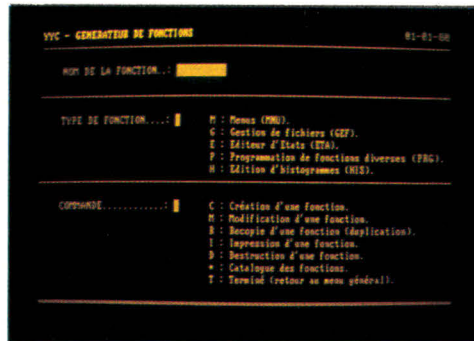 VYC - GENERATEUR DE FONCTIONS 01-01-80
NOM DE LA FONCTION..:
TYPE DE FONCTION....:
M : Menus (MNU).
G : Gestion de fichiers (GEF).
E : Editeur d'Etats (ETA).
P : Programmation de fonctions diverses (PRG).
H : Edition d'histogrammes (HIS).
COMMANDE............:
C : Création d'une fonction.
M : Modification d'une fonction.
R : Recopie d'une fonction (duplication).
I : Impression d'une fonction.
D : Destruction d'une fonction.
* : Catalogue des fonctions.
T : Terminé (retour au menu général).